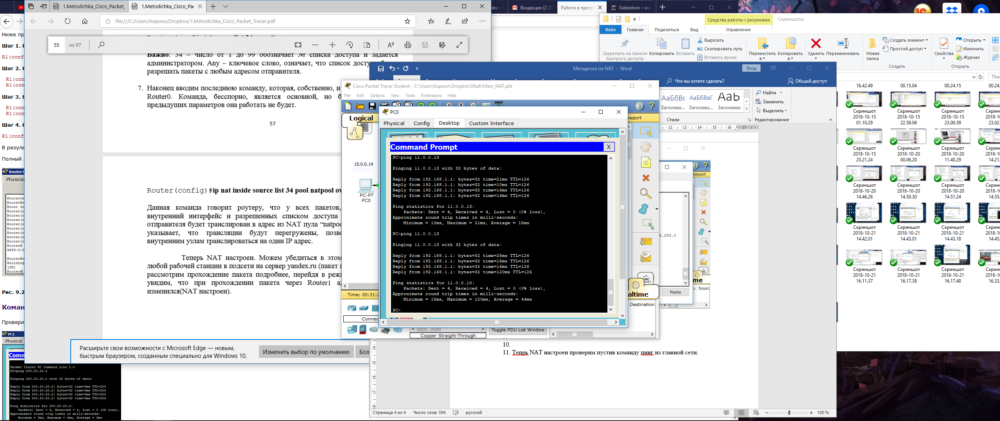 1.Metodichka_Cisco_Packet_
1.Metodichka_Cisco_Pac
file:///C:/Users/Кирилл/Dropbox/1.Metodichka_Cisco_Packet_Tracer.pdf
55
из 97
Важно: 34 – число от 1 до 99 обозначает № списка доступа и задается
администратором. Any – ключевое слово, означает, что список
разрешать пакеты с любым адресом отправителя.
7. Наконец вводим последнюю команду, которая, собственно, и
Router0. Команда, бесспорно, является основной, но
предыдущих параметров она работать не будет.
57
Router(config)#ip nat inside source list 34 pool natpool ov
Данная команда говорит роутеру, что у всех пакетов,
внутренний интерфейс и разрешенных списком доступа
отправителя будет транслирован в адрес из NAT пула “natpoo
указывает, что трансляции будут перегружены, позво
внутренним узлам транслироваться на один IP адрес.
Теперь NAT настроен. Можем убедиться в этом
любой рабочей станции в подсети на сервер yandex.ru (пакет
рассмотрим прохождение пакета подробнее, перейдя в реж
увидим, что при прохождении пакета через Router1 ад
изменился(NAT настроен).
Расширьте свои возможности с Microsoft Edge — новым,
быстрым браузером, созданным специально для Windows 10.
Изменить выбор по умолчанию
Бол
Ниже пр
Шаг 1. Н
R1(conf
Шаг 2. Н
R1(con
R1(con
Шаг 3. Н
R1(con
R1(con
Шаг 4. Н
R1(conf
В резуль
Полный л
Router1
Physical
Router>e
Router#c
Enter co
Router(c
Router(c
Router(c
Router(c
Router(c
Router(c
Router(c
Router(c
Router#
%SYS-5-C
Router#w
Building
[OK]
Router#
Рис. 9.2
Коман
Провери
PC1
Physical
Comm
Packet Tracer PC Command Line 1.0
PC>ping 200.20.20.2
Pinging 200.20.20.2 with 32 bytes of data:
Reply from 200.20.20.2: bytes=32 time=0ms TTL=254
Reply from 200.20.20.2: bytes=32 time=0ms TTL=254
Reply from 200.20.20.2: bytes=32 time=0ms TTL=254
Reply from 200.20.20.2: bytes=32 time=0ms TTL=254
Ping statistics for 200.20.20.2:
Packets: Sent = 4, Received = 4, Lost = 0 (0% loss),
Approximate round trip times in milli-seconds:
Minimum = 0ms, Maximum = 0ms, Average = 0ms
Входящие (2 25
Работа в програ
Gabestore – инт
Cisco Packet Tracer Student - C:\Users\Кирилл\Dropbox\Mult\Main_NAT.pkt
File Edit Options View Tools Extensions Help
Logical
15.0.0.14
PC-PT
PC0
Time: 00:31:2
Connec
Copper Straight-Through
Toggle PDU List Window
ewport
altime
Destination
PC0
Physical Config Desktop Custom Interface
Command Prompt
X
PC>ping 11.0.0.13
Pinging 11.0.0.13 with 32 bytes of data:
Reply from 192.168.1.1: bytes=32 time=21ms TTL=126
Reply from 192.168.1.1: bytes=32 time=10ms TTL=126
Reply from 192.168.1.1: bytes=32 time=16ms TTL=126
Reply from 192.168.1.1: bytes=32 time=14ms TTL=126
Ping statistics for 11.0.0.13:
Packets: Sent = 4, Received = 4, Lost = 0 (0% loss),
Approximate round trip times in milli-seconds:
Minimum = 10ms, Maximum = 21ms, Average = 15ms
PC>ping 11.0.0.13
Pinging 11.0.0.13 with 32 bytes of data:
Reply from 192.168.1.1: bytes=32 time=25ms TTL=126
Reply from 192.168.1.1: bytes=32 time=15ms TTL=126
Reply from 192.168.1.1: bytes=32 time=16ms TTL=126
Reply from 192.168.1.1: bytes=32 time=120ms TTL=126
Ping statistics for 11.0.0.13:
Packets: Sent = 4, Received = 4, Lost = 0 (0% loss),
Approximate round trip times in milli-seconds:
Minimum = 15ms, Maximum = 120ms, Average = 44ms
PC>
Методичка по NAT - Word
Вход
Что вы хотите сделать?
Общий доступ
АаБбВı АаБбВвГ АаЬ
Заголово... Заголово... Заголовок
Стили
Найти
Заменить
Выделить
Редактирование
ewport
5.255.0
me
Paste
Sourc
10.
11. Тепрь NAT настроен проверим пустив команду пинг из главной сети.
Страница 4 из 4
Число слов: 594
русский
100 %
Средства работы с рисунками
Скриншоты
Файл Главная Поделиться Вид Управление
Закрепить на панели
быстрого доступа
Копировать
Вставить
Вырезать
Скопировать путь
Вставить ярлык
Переместить
в
Копировать
в
Удалить
Переименовать
Новая
папка
Создать элемент
Простой доступ
Создать
Свойства
Открыть
Изменить
Журнал
Открыть
Пои
16.42.49 00.15.04 00.24.15 00.24.
Скриншот Скриншот Скриншот Скрин
2018-10-15 2018-10-15 2018-10-15 2018-1
01.10.29 22.58.06 23.00.59 23.02.
Скриншот Скриншот Скриншот Скрин
2018-10-15 2018-10-20 2018-10-20 2018-1
23.21.24 00.06.20 11.40.29 14.21.
Скриншот Скриншот Скриншот Скрин
2018-10-20 2018-10-20 2018-10-20 2018-1
14.46.26 14.50.30 14.51.24 14.55.
Скриншот Скриншот Скриншот Скрин
2018-10-21 2018-10-21 2018-10-21 2018-1
14.42.01 14.43.01 14.43.18 14.45.
Скриншот Скриншот Скриншот Скрин
2018-10-21 2018-10-21 2018-10-21 2018-1
16.11.37 16.17.38 16.17.48 16.33.